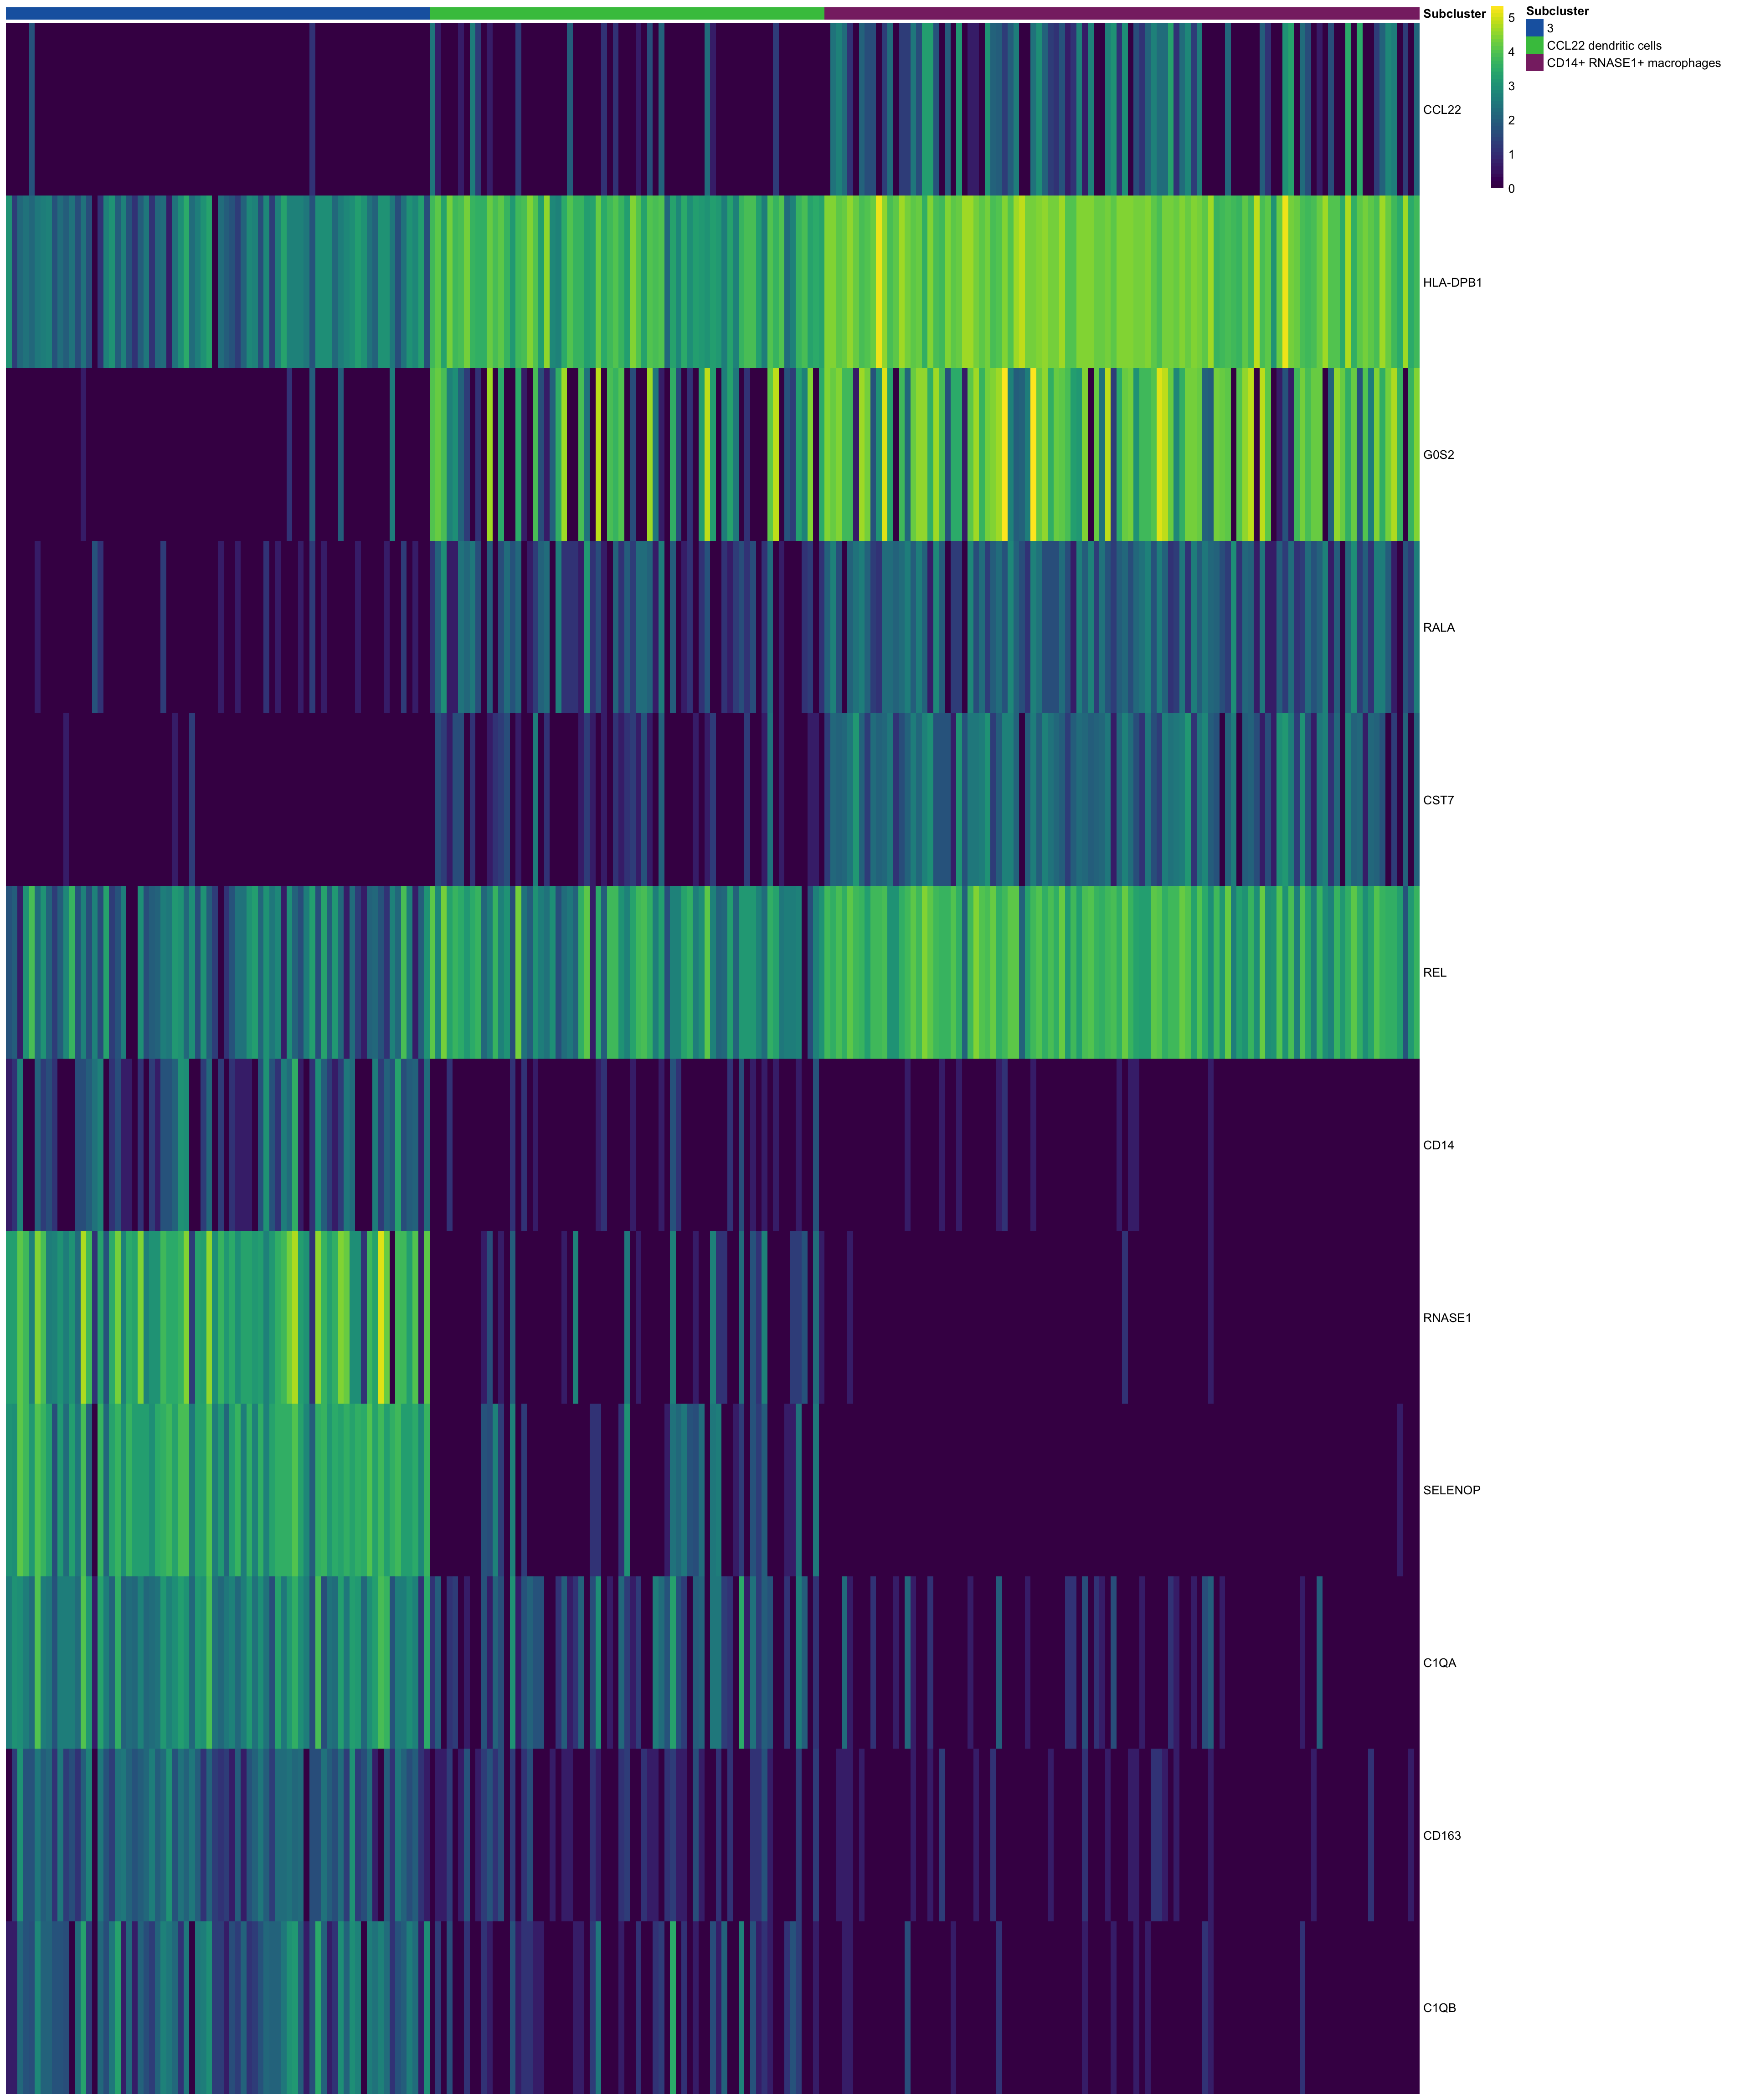 Subcluster
5
4
3
2
1
0
Subcluster
3
CCL22 dendritic cells
CD14+ RNASE1+ macrophages
CCL22
HLA-DPB1
G0S2
RALA
CST7
REL
CD14
RNASE1
SELENOP
C1QA
CD163
C1QB